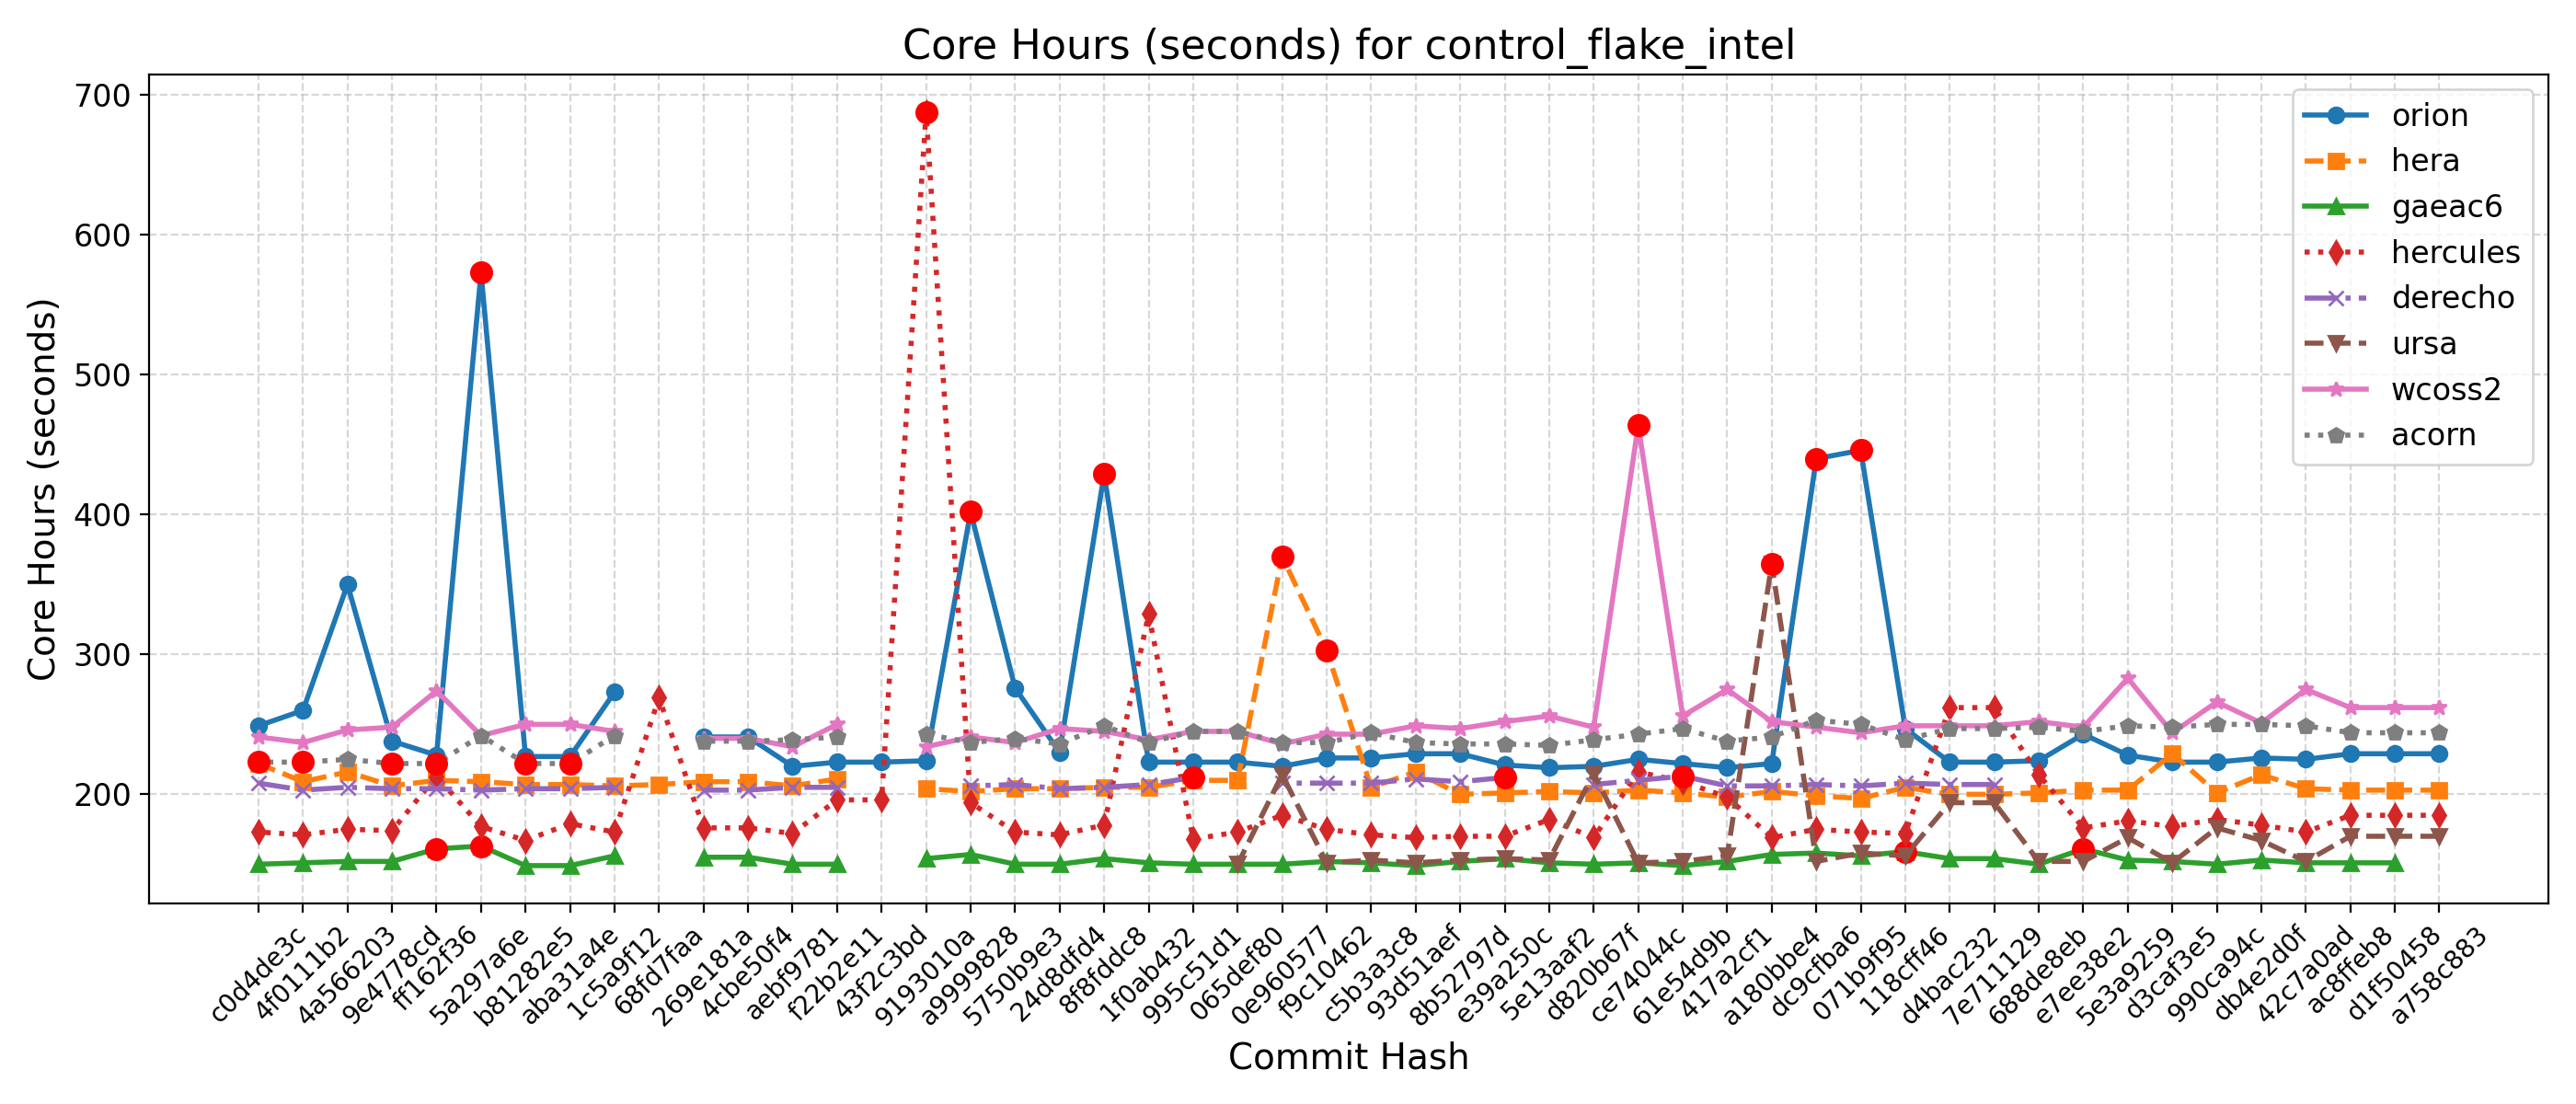 Core Hours (seconds) for control_flake_intel
Core Hours (seconds)
700
600
500
400
300
200
orion
hera
gaeac6
hercules
derecho
ursa
wcoss2
acorn
c0d4de3c
4f0111b2
4a566203
9e4778cd
ff162f36
5a297a6e
b81282e5
aba31a4e
1c5a9f12
68fd7faa
269e181a
4cbe50f4
aebf9781
f22b2e11
43f2c3bd
9193010a
a9999828
5750b9e3
24d8dfd4
8f8fddc8
1f0ab432
995c51d1
065def80
0e960577
f9c10462
c5b3a3c8
93d51aef
8b52797d
e39a250c
5e13aaf2
d820b67f
ce74044c
61e54d9b
417a2cf1
a180bbe4
dc9cfba6
071b9f95
118cff46
d4bac232
7e711129
688de8eb
e7ee38e2
5e3a9259
d3caf3e5
990ca94c
db4e2d0f
42c7a0ad
ac8ffeb8
d1f50458
a758c883
Commit Hash